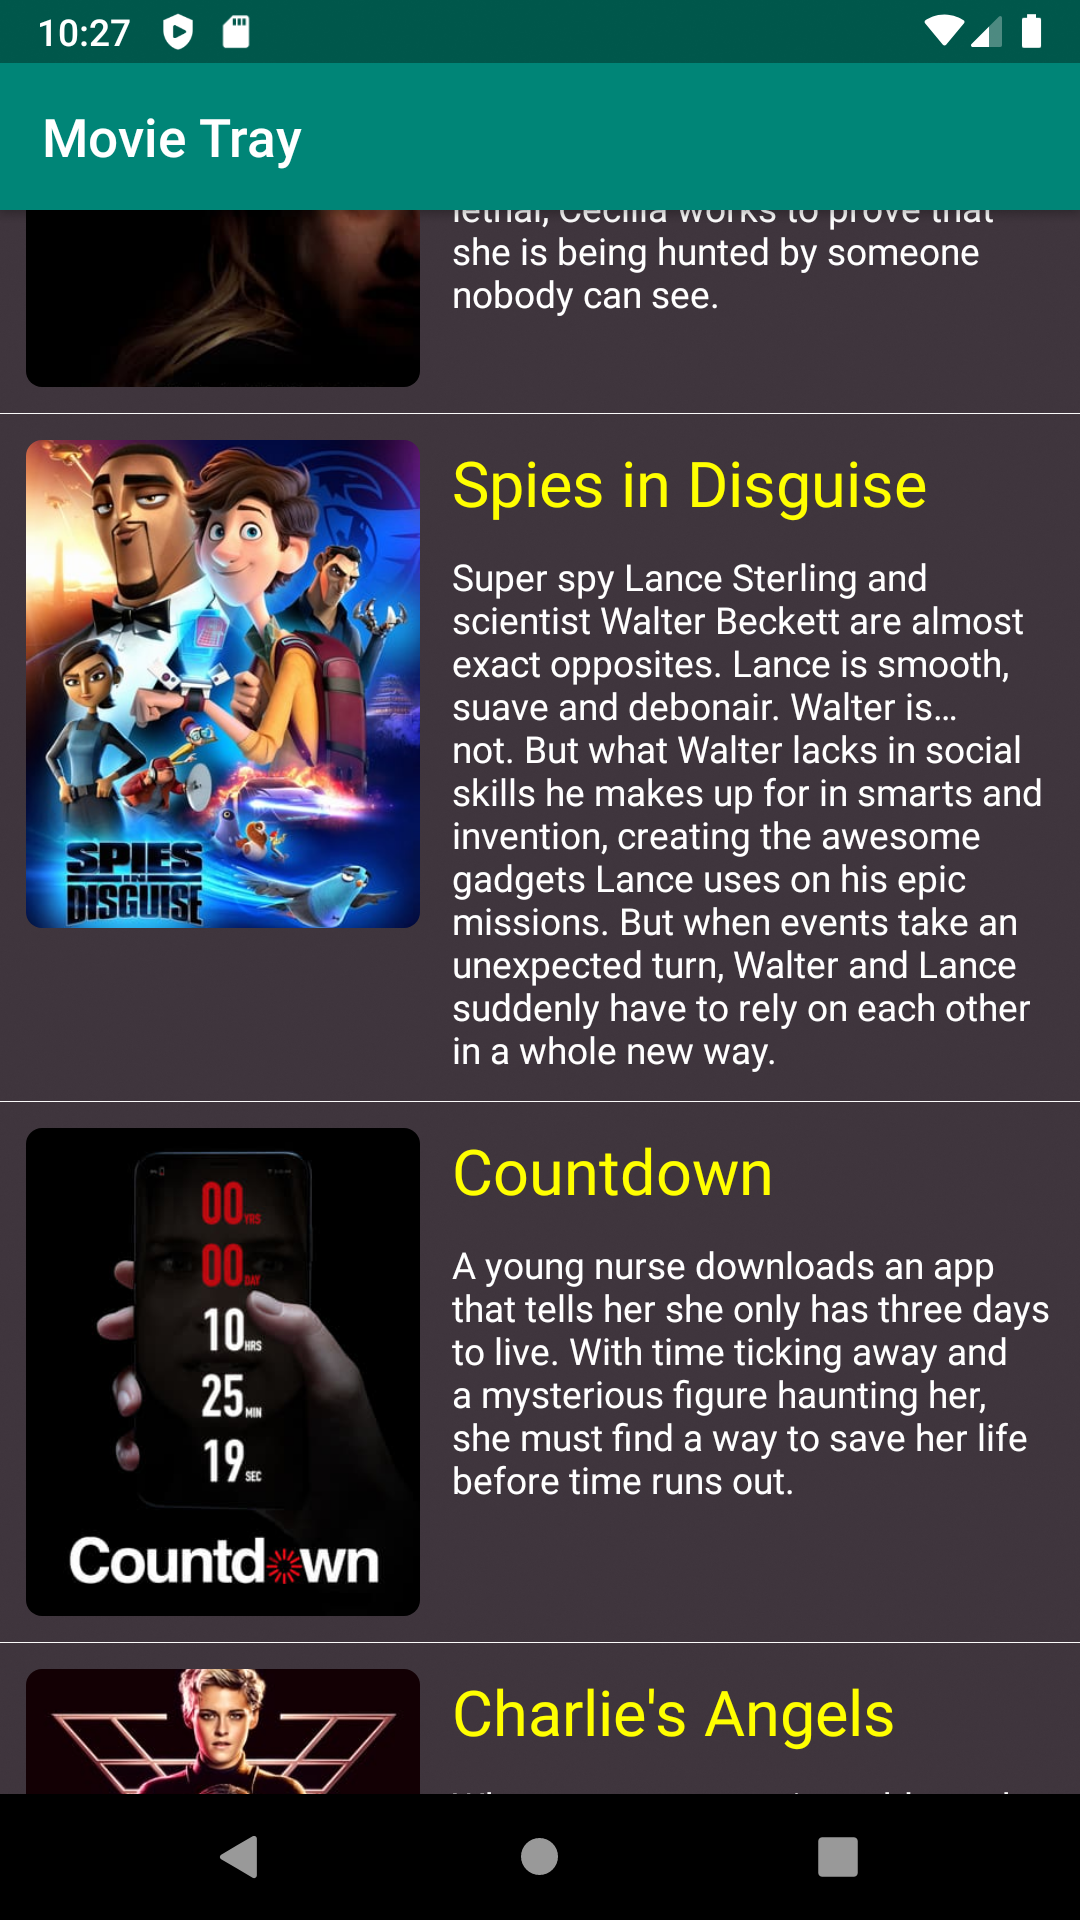 10:27
Movie Tray
lethal, Cecilia works to prove that
she is being hunted by someone
nobody can see.
Spies in Disguise
Super spy Lance Sterling and
scientist Walter Beckett are almost
exact opposites. Lance is smooth,
suave and debonair. Walter is…
not. But what Walter lacks in social
skills he makes up for in smarts and
invention, creating the awesome
gadgets Lance uses on his epic
missions. But when events take an
unexpected turn, Walter and Lance
suddenly have to rely on each other
in a whole new way.
SPIES
IN
DISGUISE
Countdown
A young nurse downloads an app
that tells her she only has three days
to live. With time ticking away and
a mysterious figure haunting her,
she must find a way to save her life
before time runs out.
00 YRS
00 DAY
10 HRS
25 MIN
19 SEC
Countdown
Charlie's Angels